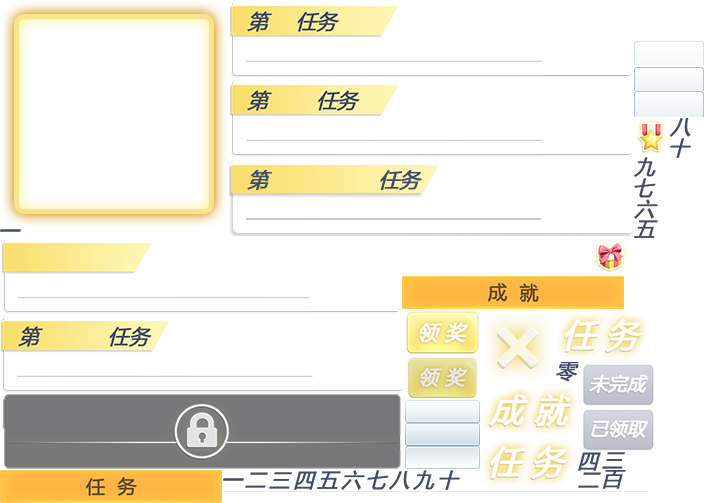 第 任务
第 任务
第 任务
八
十
九
七
六
五
一
成 就
第 任务
领 奖
任 务
领 奖
零
未完成
成 就
已领取
任 务
四 三
二 百
任 务
一 二 三 四 五 六 七 八 九 十